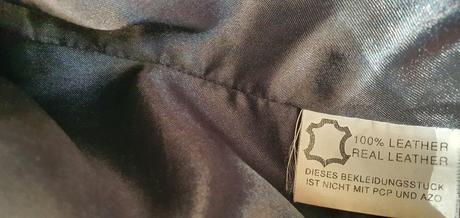 100% LEATHER
REAL LEATHER
DIESES BEKLEIDUNGSSTÜCK
IST NICHT MIT PCP UND AZO